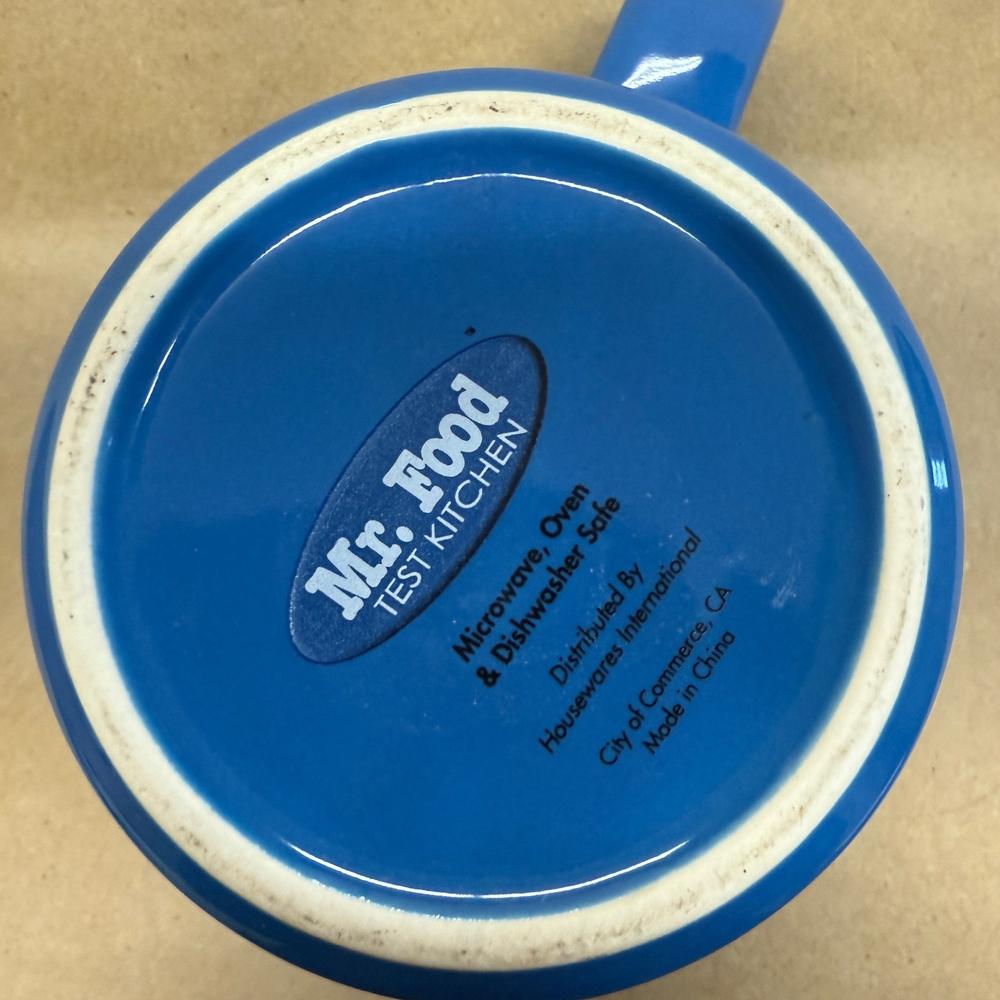 Mr. Food
TEST KITCHEN
Microwave, Oven
& Dishwasher Safe
Distributed By
Housewares International
City of Commerce, CA
Made in China